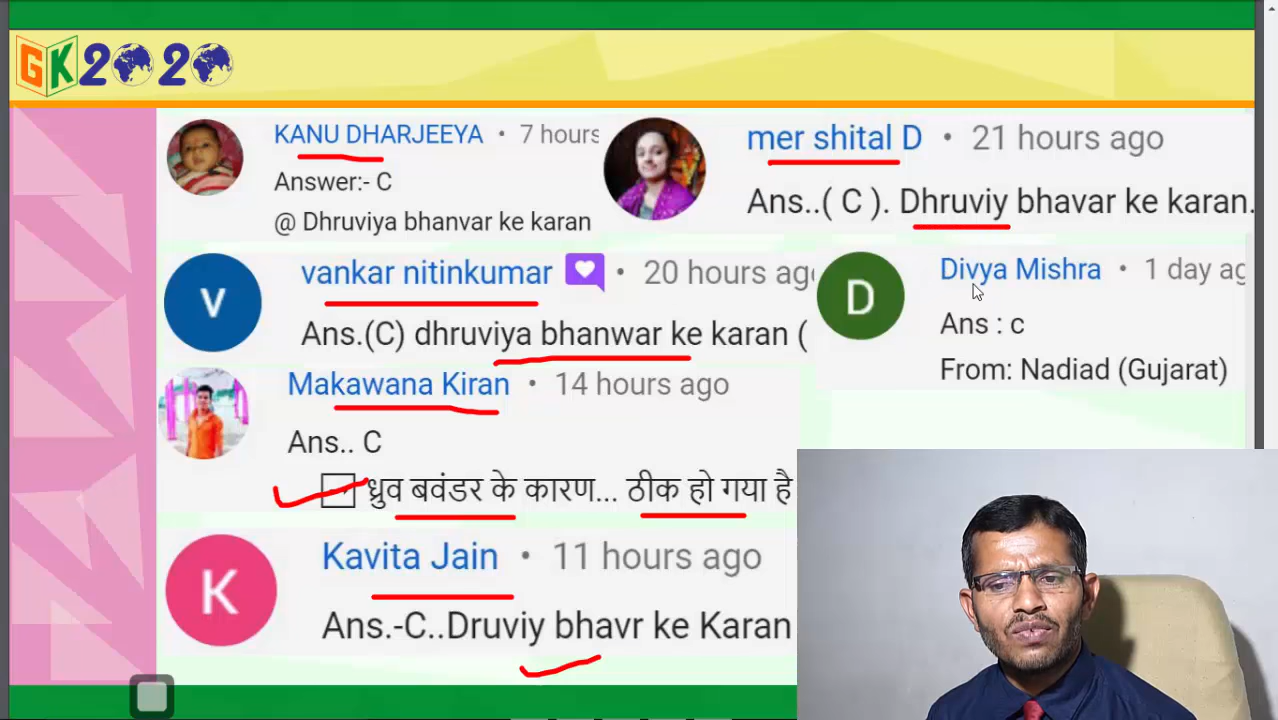 GK2020
KANU DHARJEEYA • 7 hours
Answer:- C
@ Dhruviya bhanvar ke karan
mer shital D • 21 hours ago
Ans..( C ). Dhruviy bhavar ke karan.
vankar nitinkumar • 20 hours ago
Ans.(C) dhruviya bhanwar ke karan (
Divya Mishra • 1 day ag
Ans : c
From: Nadiad (Gujarat)
Makawana Kiran • 14 hours ago
Ans.. C
ध्रुव बवंडर के कारण... ठीक हो गया है
Kavita Jain • 11 hours ago
Ans.-C..Druviy bhavr ke Karan
V
D
K